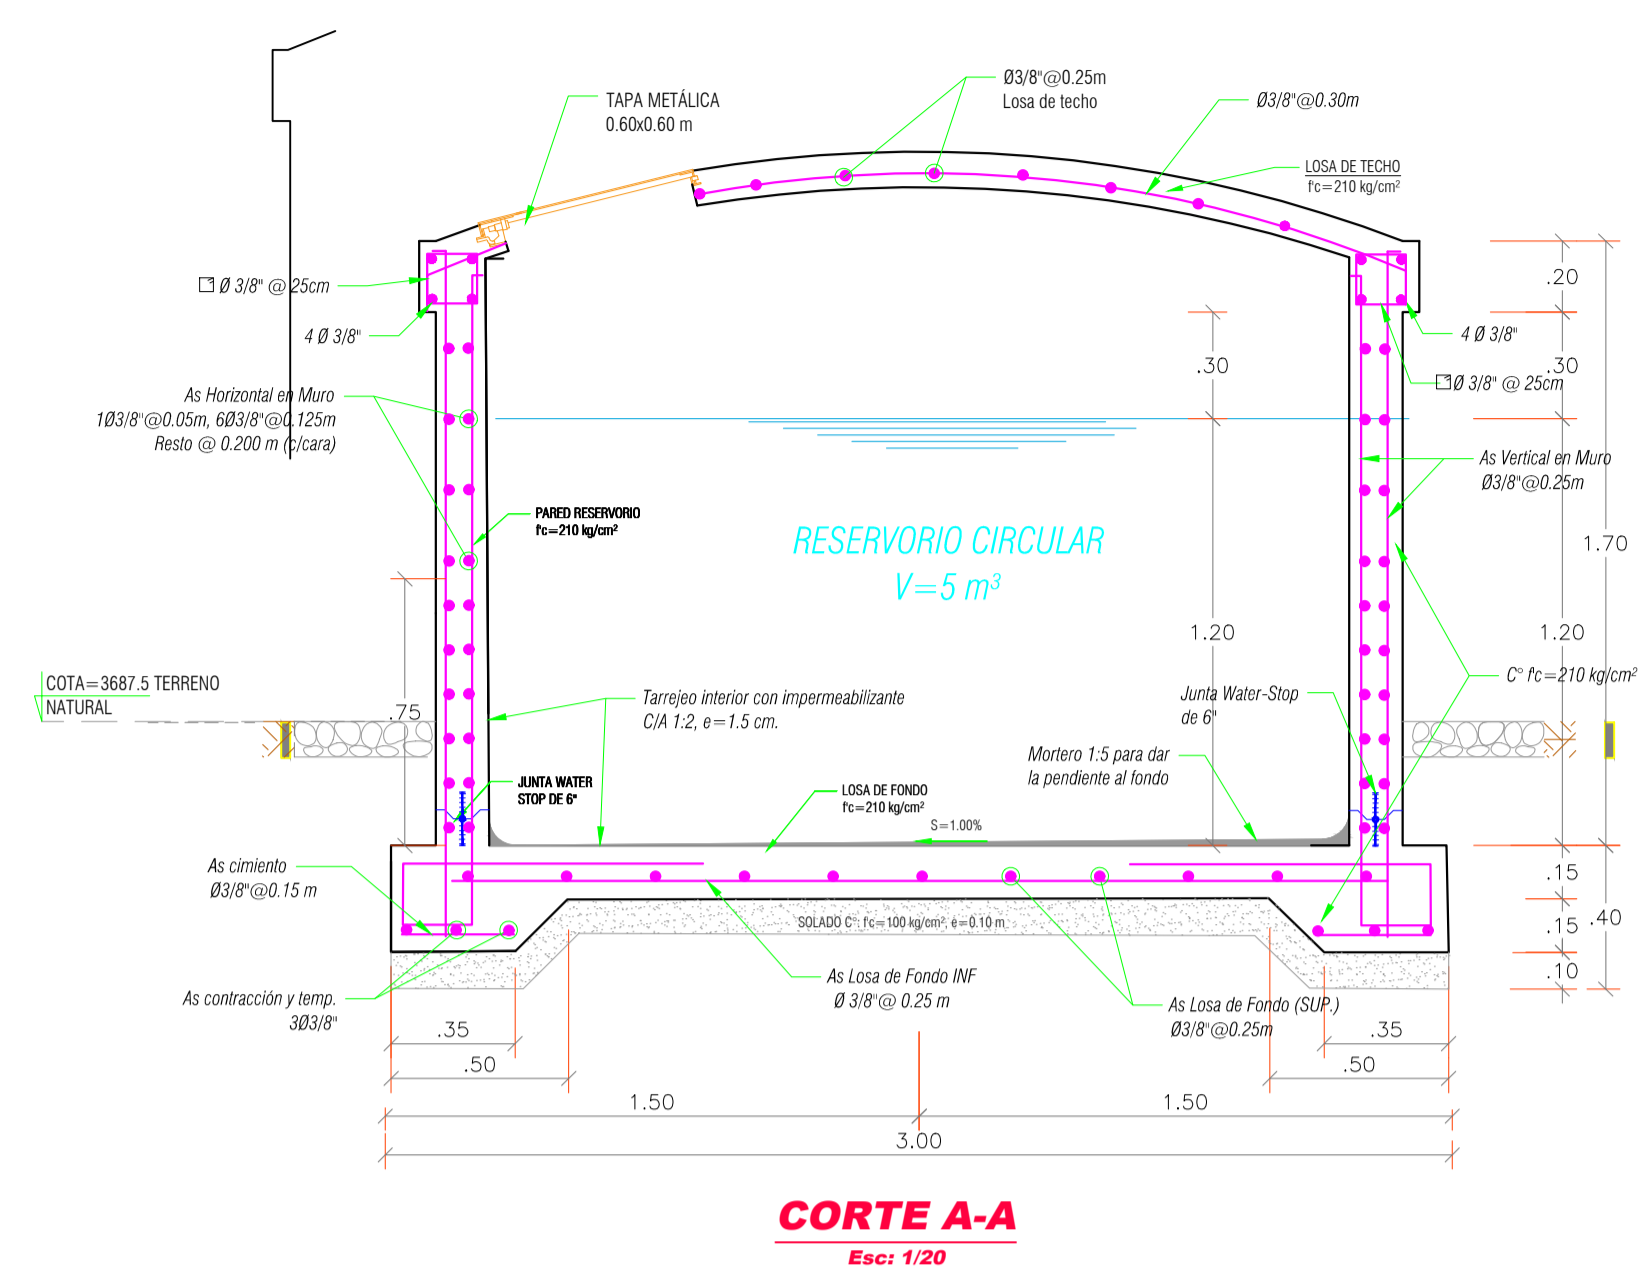 Ø3/8"@0.25m
Losa de techo
TAPA METÁLICA
0.60x0.60 m
Ø3/8"@0.30m
LOSA DE TECHO
f'c=210 kg/cm²
Ø 3/8" @ 25cm
4 Ø 3/8"
.20
.30
4 Ø 3/8"
.30
1Ø 3/8" @ 25cm
As Horizontal en Muro
1Ø3/8"@0.05m, 6Ø3/8"@0.125m
Resto @ 0.200 m (c/cara)
As Vertical en Muro
Ø3/8"@0.25m
PARED RESERVORIO
f'c=210 kg/cm²
RESERVORIO CIRCULAR
V=5 m³
1.70
1.20
1.20
COTA=3687.5 TERRENO
NATURAL
.75
Tarrejeo interior con impermeabilizante
C/A 1:2, e=1.5 cm.
Junta Water-Stop
de 6"
C° f'c=210 kg/cm²
Mortero 1:5 para dar
la pendiente al fondo
JUNTA WATER
STOP DE 6"
LOSA DE FONDO
f'c=210 kg/cm²
S=1.00%
As cimiento
Ø3/8"@0.15 m
.15
.15
.40
.10
SOLADO C°: f'c=100 kg/cm², e=0.10 m
As contracción y temp.
3Ø3/8"
As Losa de Fondo INF
Ø 3/8"@ 0.25 m
As Losa de Fondo (SUP.)
Ø3/8"@0.25m
.35
.35
.50
.50
1.50
1.50
3.00
CORTE A-A
Esc: 1/20